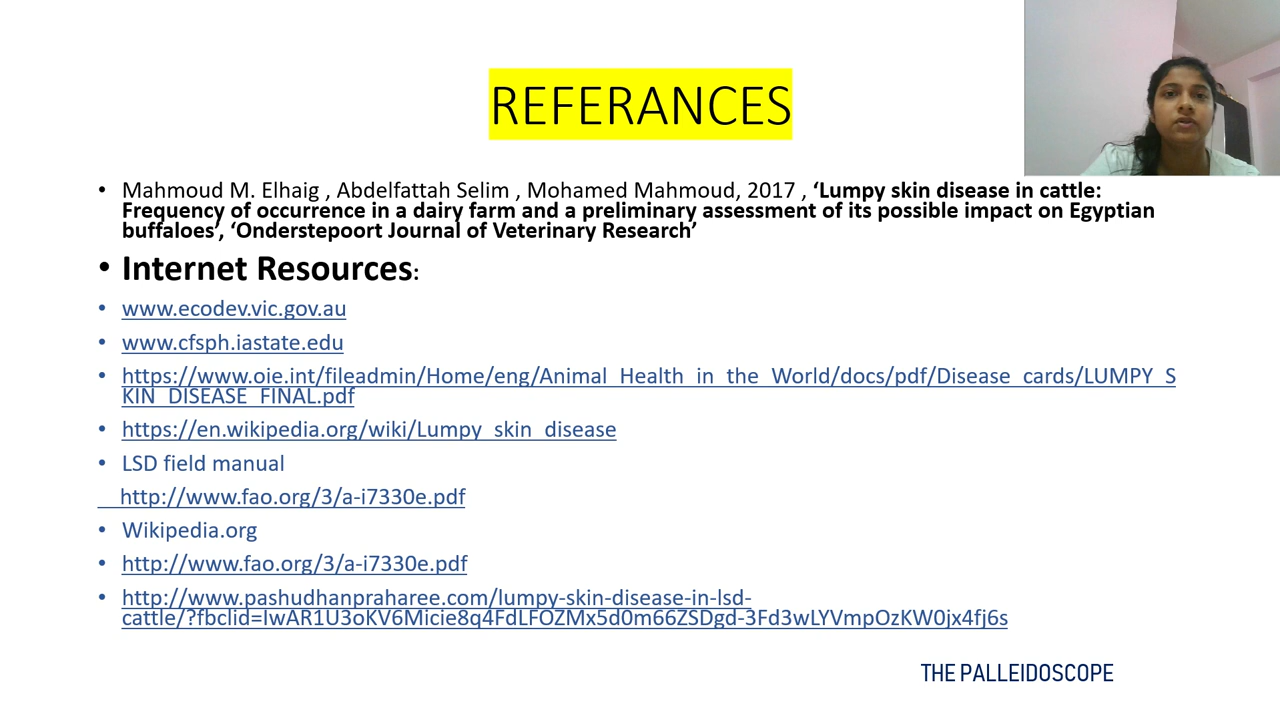 REFERANCES
• Mahmoud M. Elhaig , Abdelfattah Selim , Mohamed Mahmoud, 2017 , ‘Lumpy skin disease in cattle:
Frequency of occurrence in a dairy farm and a preliminary assessment of its possible impact on Egyptian
buffaloes’, ‘Onderstepoort Journal of Veterinary Research’
• Internet Resources:
• www.ecodev.vic.gov.au
• www.cfsph.iastate.edu
• https://www.oie.int/fileadmin/Home/eng/Animal_Health_in_the_World/docs/pdf/Disease_cards/LUMPY_S
KIN_DISEASE_FINAL.pdf
• https://en.wikipedia.org/wiki/Lumpy_skin_disease
• LSD field manual
http://www.fao.org/3/a-i7330e.pdf
• Wikipedia.org
• http://www.fao.org/3/a-i7330e.pdf
• http://www.pashudhanpraharee.com/lumpy-skin-disease-in-lsd-
cattle/?fbclid=IwAR1U3oKV6Micie8q4FdLFOZMx5d0m66ZSDgd-3Fd3wLYVmpOzKW0jx4fj6s
THE PALLEIDOSCOPE